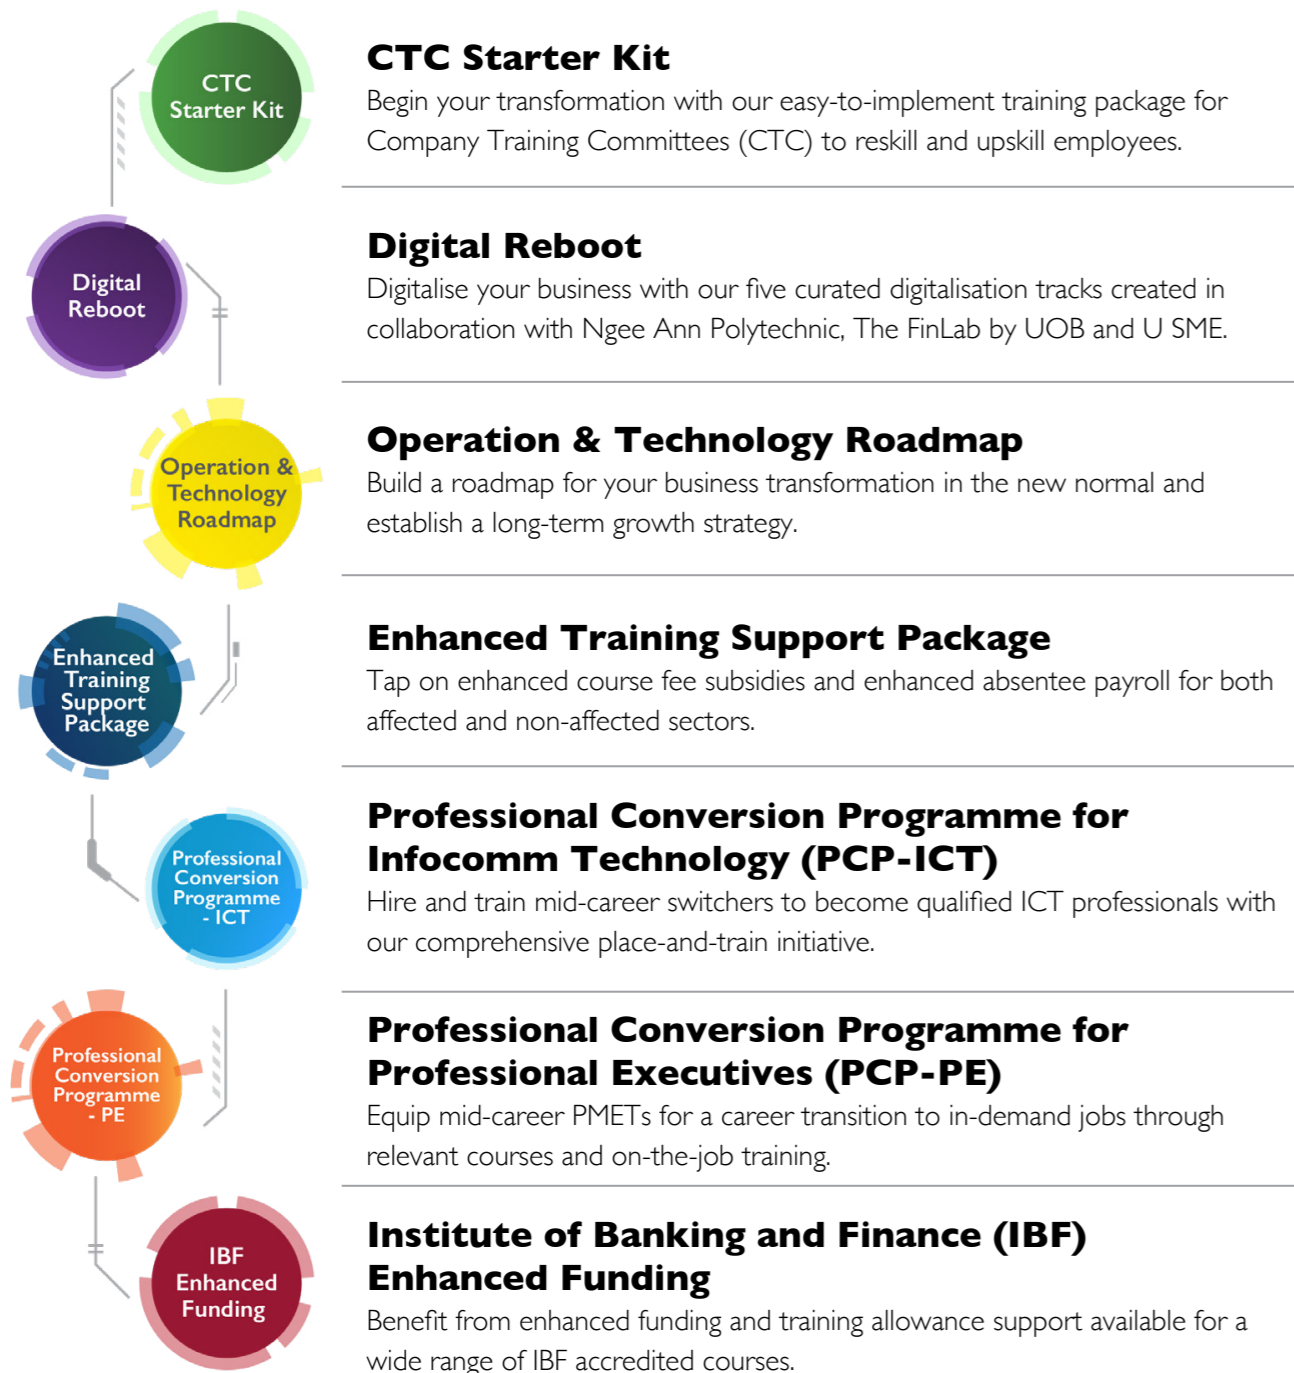 CTC
Starter Kit
CTC Starter Kit
Begin your transformation with our easy-to-implement training package for
Company Training Committees (CTC) to reskill and upskill employees.
Digital
Reboot
Digital Reboot
Digitalise your business with our five curated digitalisation tracks created in
collaboration with Ngee Ann Polytechnic, The FinLab by UOB and U SME.
Operation &
Technology
Roadmap
Operation & Technology Roadmap
Build a roadmap for your business transformation in the new normal and
establish a long-term growth strategy.
Enhanced
Training
Support
Package
Enhanced Training Support Package
Tap on enhanced course fee subsidies and enhanced absentee payroll for both
affected and non-affected sectors.
Professional
Conversion
Programme
- ICT
Professional Conversion Programme for
Infocomm Technology (PCP-ICT)
Hire and train mid-career switchers to become qualified ICT professionals with
our comprehensive place-and-train initiative.
Professional
Conversion
Programme
- PE
Professional Conversion Programme for
Professional Executives (PCP-PE)
Equip mid-career PMETs for a career transition to in-demand jobs through
relevant courses and on-the-job training.
IBF
Enhanced
Funding
Institute of Banking and Finance (IBF)
Enhanced Funding
Benefit from enhanced funding and training allowance support available for a
wide range of IBF accredited courses.